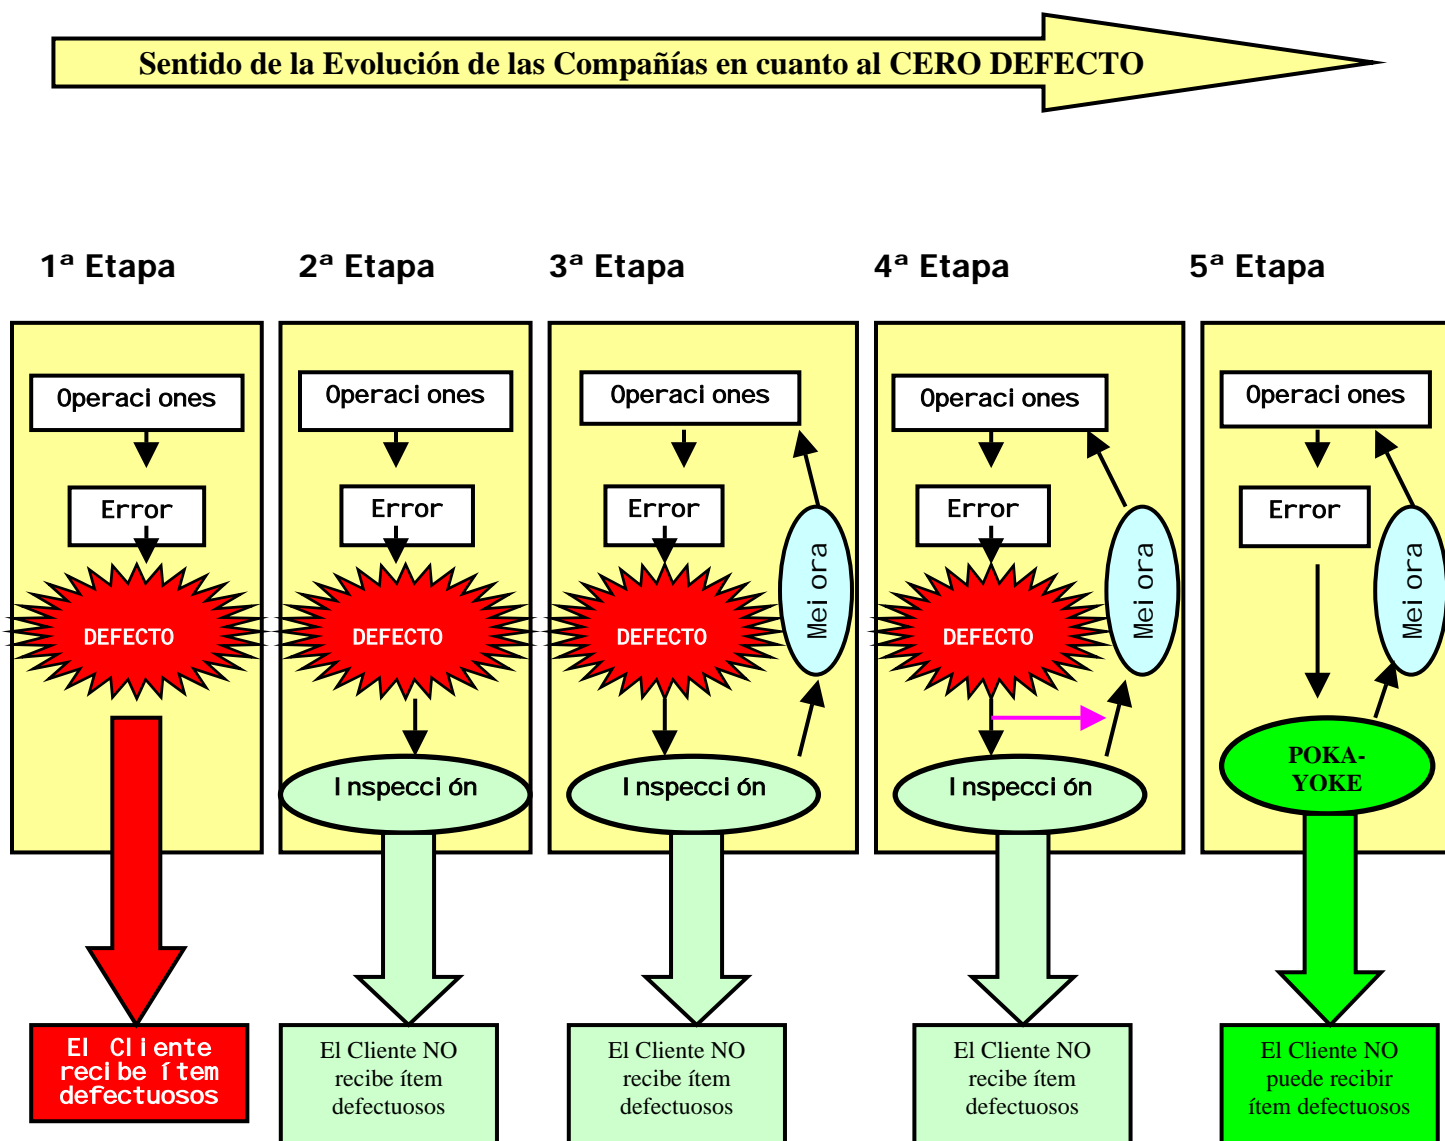 Sentido de la Evolución de las Compañías en cuanto al CERO DEFECTO
1ª Etapa
2ª Etapa
3ª Etapa
4ª Etapa
5ª Etapa
Operaciones
Error
DEFECTO
El Cliente
recibe ítem
defectuosos
Operaciones
Error
DEFECTO
Inspección
El Cliente NO
recibe ítem
defectuosos
Operaciones
Error
DEFECTO
Mejora
Inspección
El Cliente NO
recibe ítem
defectuosos
Operaciones
Error
DEFECTO
Mejora
Inspección
El Cliente NO
recibe ítem
defectuosos
Operaciones
Error
Mejora
POKA-
YOKE
El Cliente NO
puede recibir
ítem defectuosos